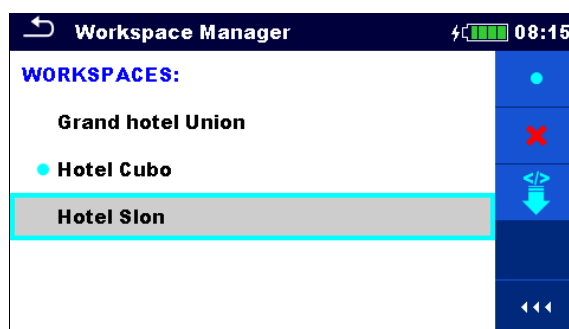 Workspace Manager 08:15
WORKSPACES:
Grand hotel Union
Hotel Cubo
</>
Hotel Slon